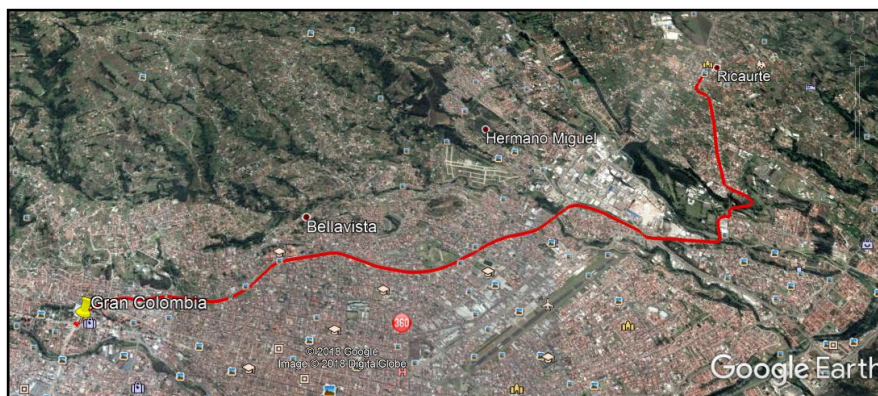 Ricaurte
Hermano Miguel
Bellavista
Gran Colombia
360
© 2018 Google
Image © 2018 DigitalGlobe
H
Google Earth